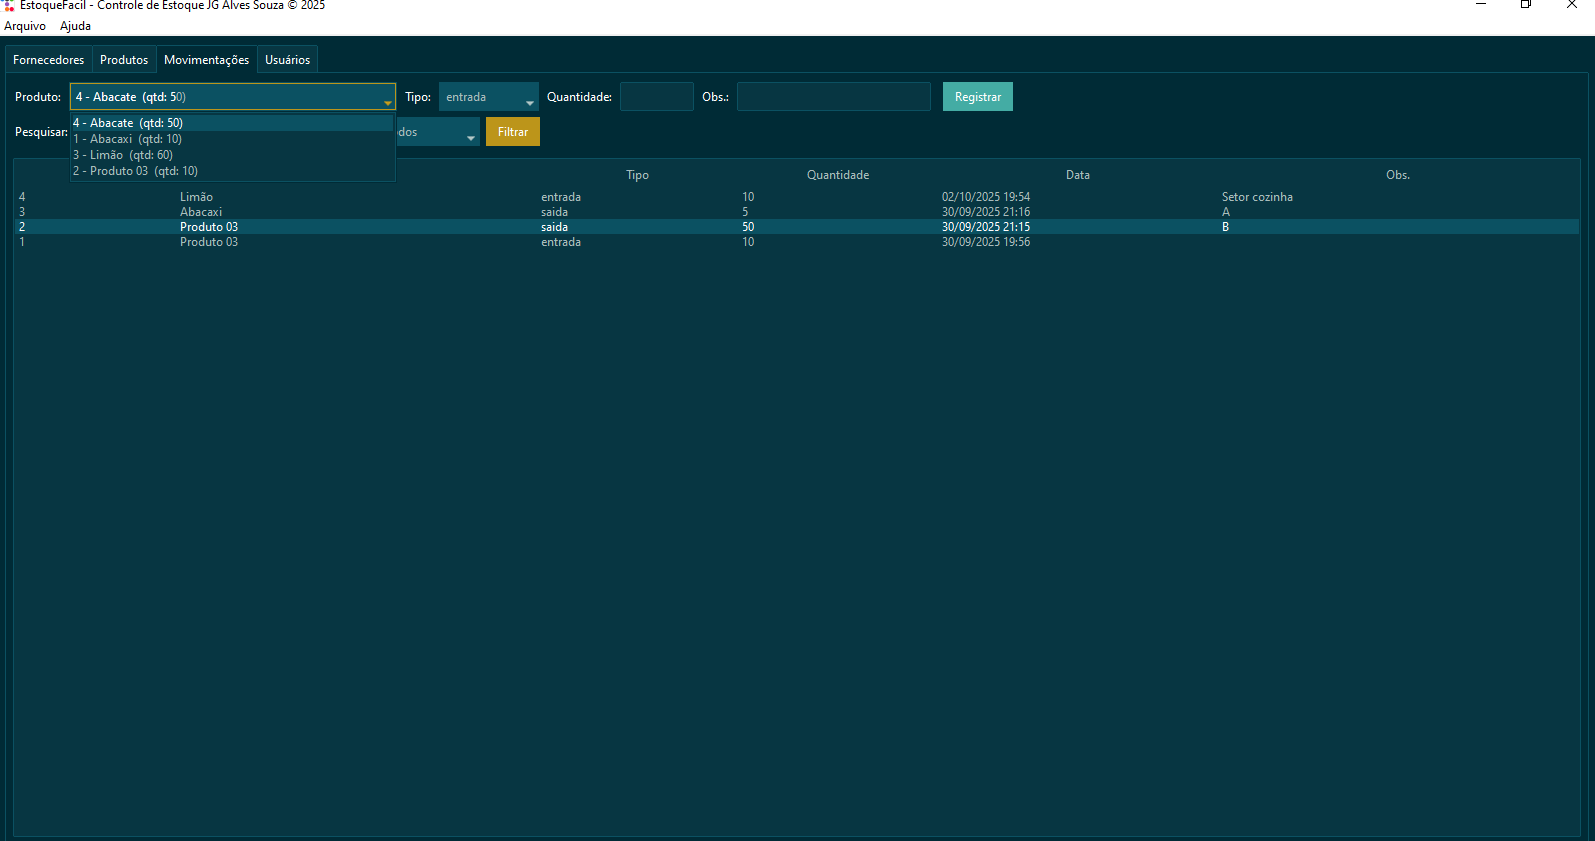 EstoqueFacil - Controle de Estoque JG Alves Souza © 2025
Arquivo Ajuda
Fornecedores Produtos Movimentações Usuários
Produto: 4 - Abacate (qtd: 50) Tipo: entrada Quantidade: Obs.: Registrar
Pesquisar: dos Filtrar
4 - Abacate (qtd: 50)
1 - Abacaxi (qtd: 10)
3 - Limão (qtd: 60)
2 - Produto 03 (qtd: 10)
Tipo Quantidade Data Obs.
4 Limão entrada 10 02/10/2025 19:54 Setor cozinha
3 Abacaxi saida 5 30/09/2025 21:16 A
2 Produto 03 saida 50 30/09/2025 21:15 B
1 Produto 03 entrada 10 30/09/2025 19:56